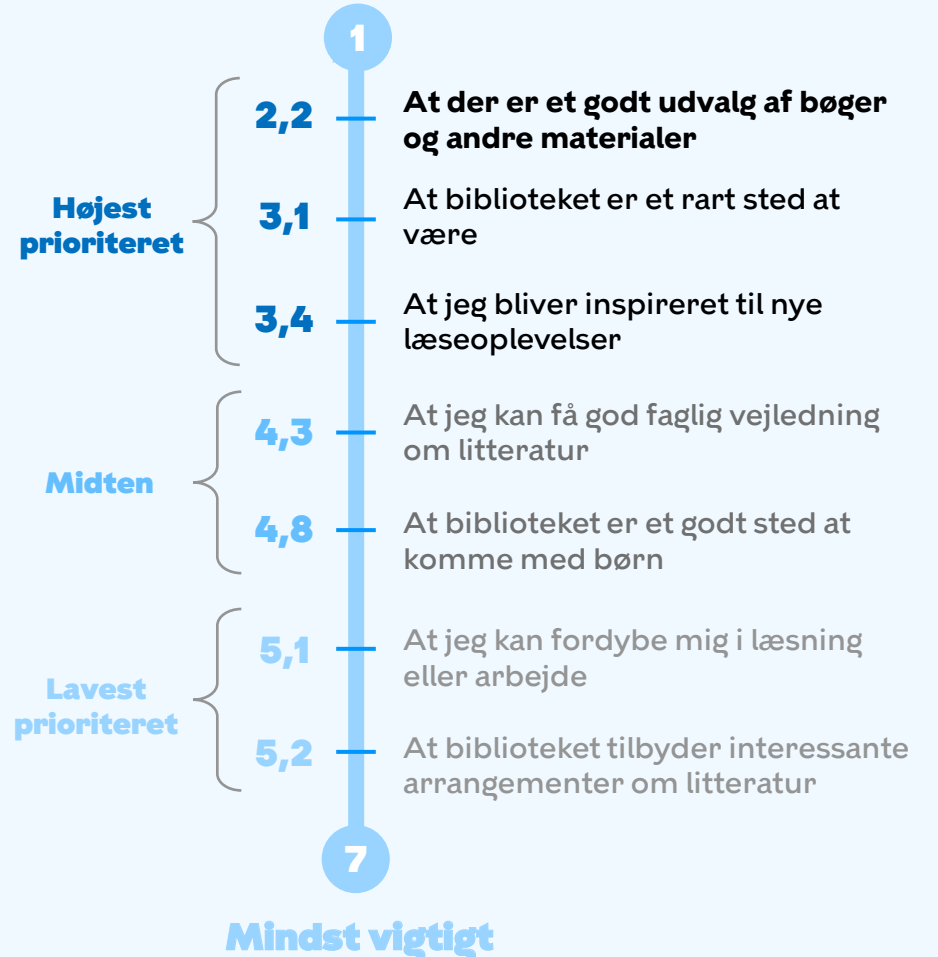 1
2,2
At der er et godt udvalg af bøger
og andre materialer
Højest
prioriteret
3,1
At biblioteket er et rart sted at
være
3,4
At jeg bliver inspireret til nye
læseoplevelser
Midten
4,3
At jeg kan få god faglig vejledning
om litteratur
4,8
At biblioteket er et godt sted at
komme med børn
Lavest
prioriteret
5,1
At jeg kan fordybe mig i læsning
eller arbejde
5,2
At biblioteket tilbyder interessante
arrangementer om litteratur
7
Mindst vigtigt